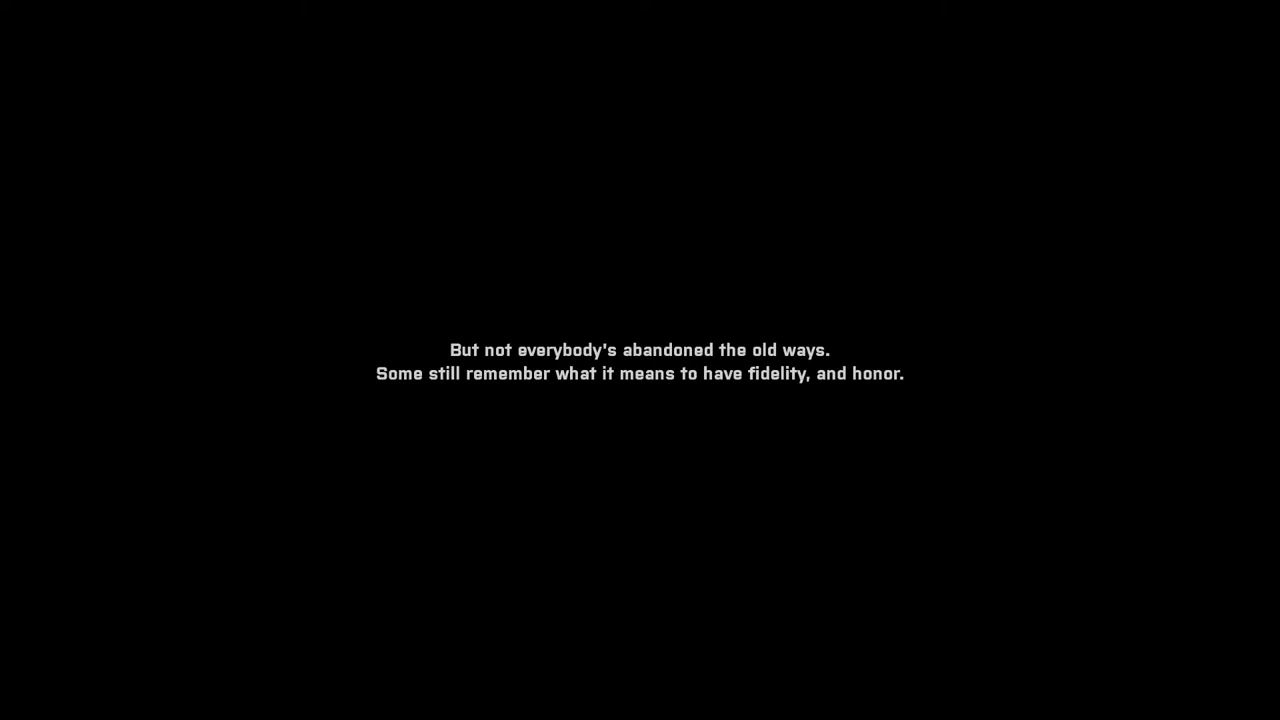 But not everybody's abandoned the old ways.
Some still remember what it means to have fidelity, and honor.